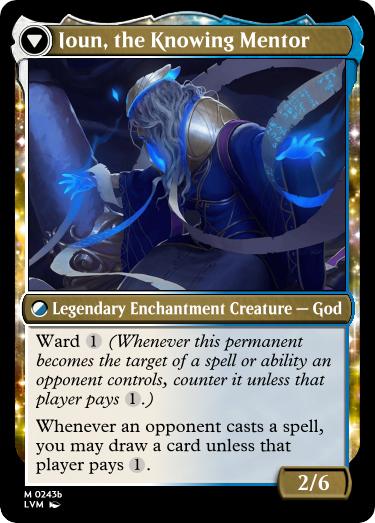 Ioun, the Knowing Mentor
Legendary Enchantment Creature — God
Ward 1 (Whenever this permanent
becomes the target of a spell or ability an
opponent controls, counter it unless that
player pays 1.)
Whenever an opponent casts a spell,
you may draw a card unless that
player pays 1.
2/6
M 0243b
LVM